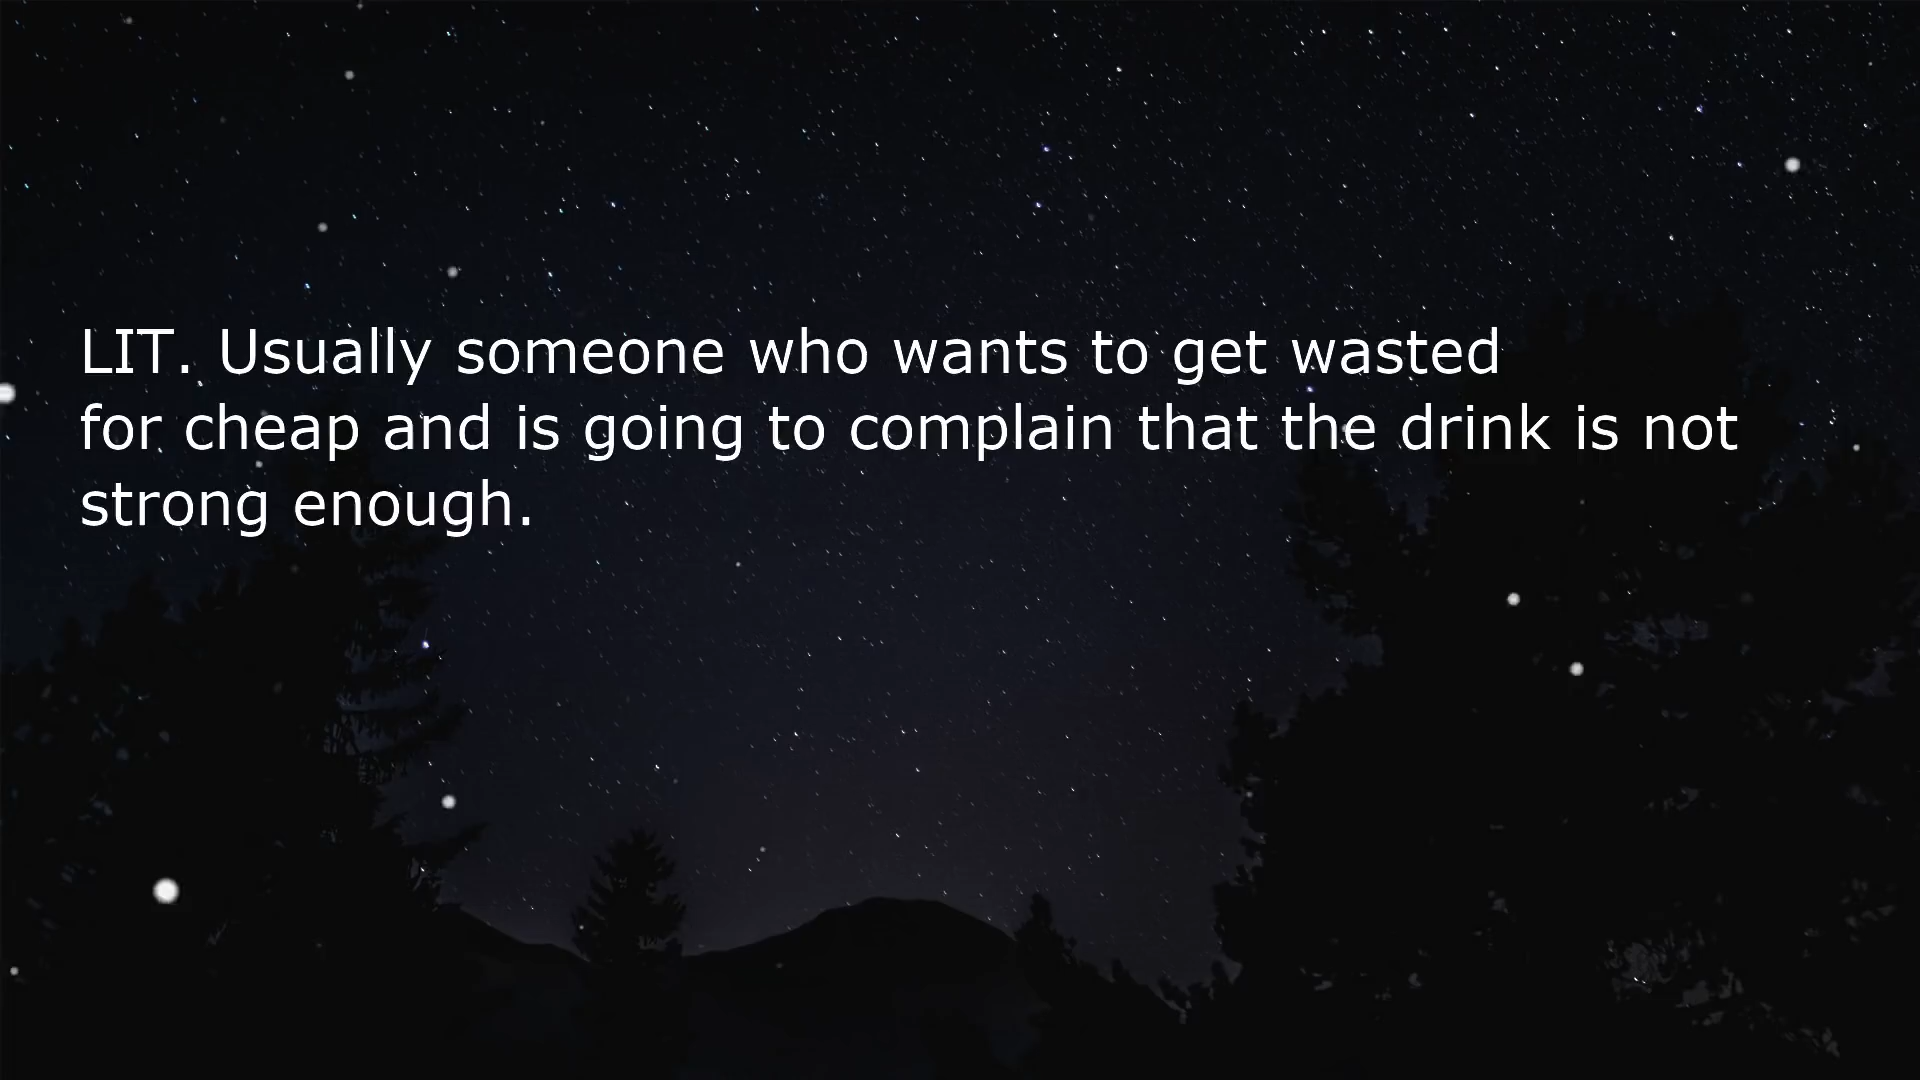 LIT. Usually someone who wants to get wasted
for cheap and is going to complain that the drink is not
strong enough.